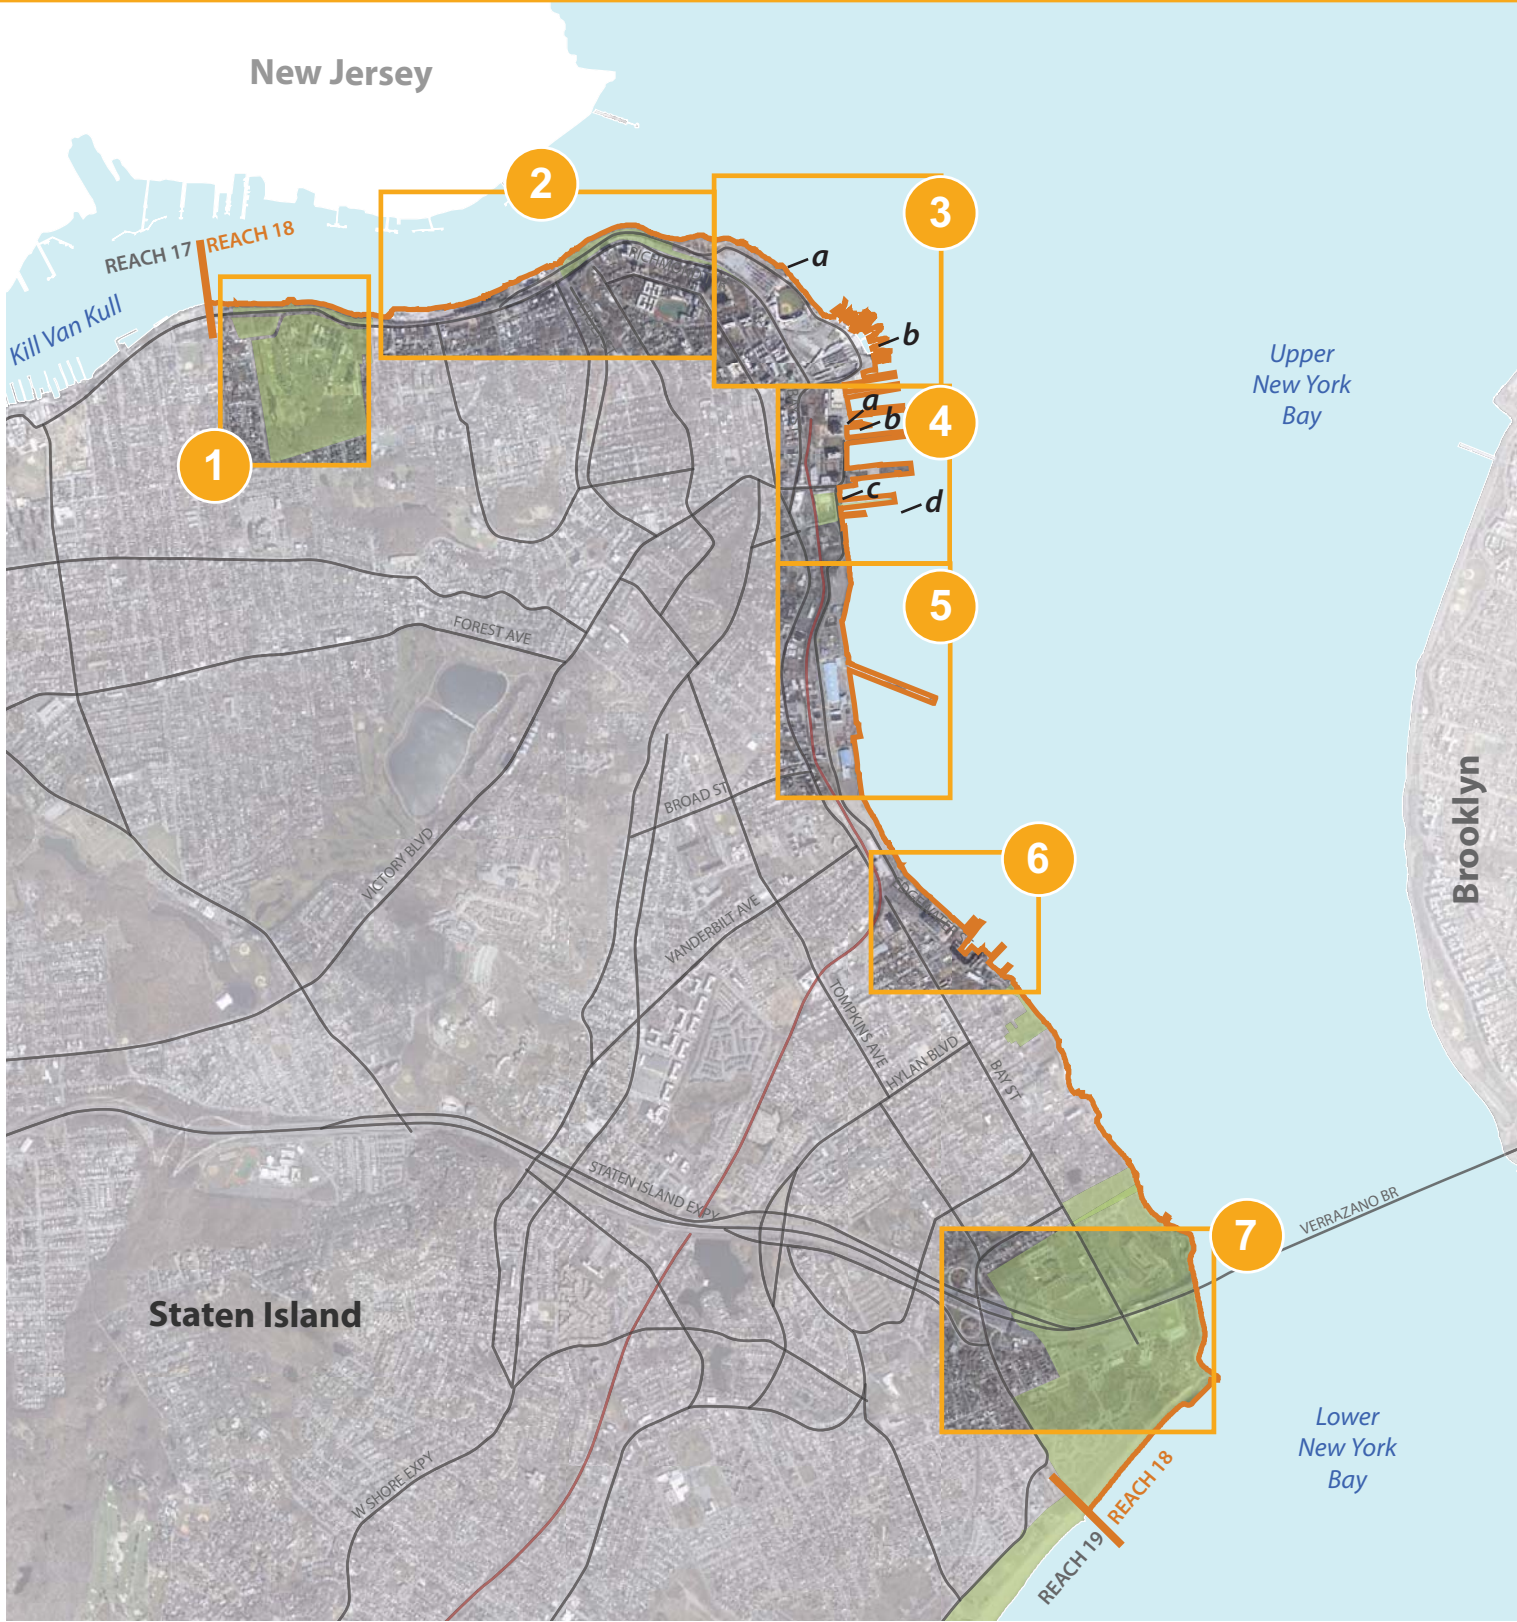 New Jersey
2
3
REACH 17
REACH 18
a
Kill Van Kull
b
Upper
New York
Bay
a
b
4
1
c
d
5
FOREST AVE
BROAD ST
Brooklyn
VICTORY BLVD
6
VANDERBILT AVE
TOMPKINS AVE
HYLAN BLVD
BAY ST
STATEN ISLAND EXPY
VERRAZANO BR
7
Staten Island
Lower
New York
Bay
W SHORE EXPY
REACH 18
REACH 19